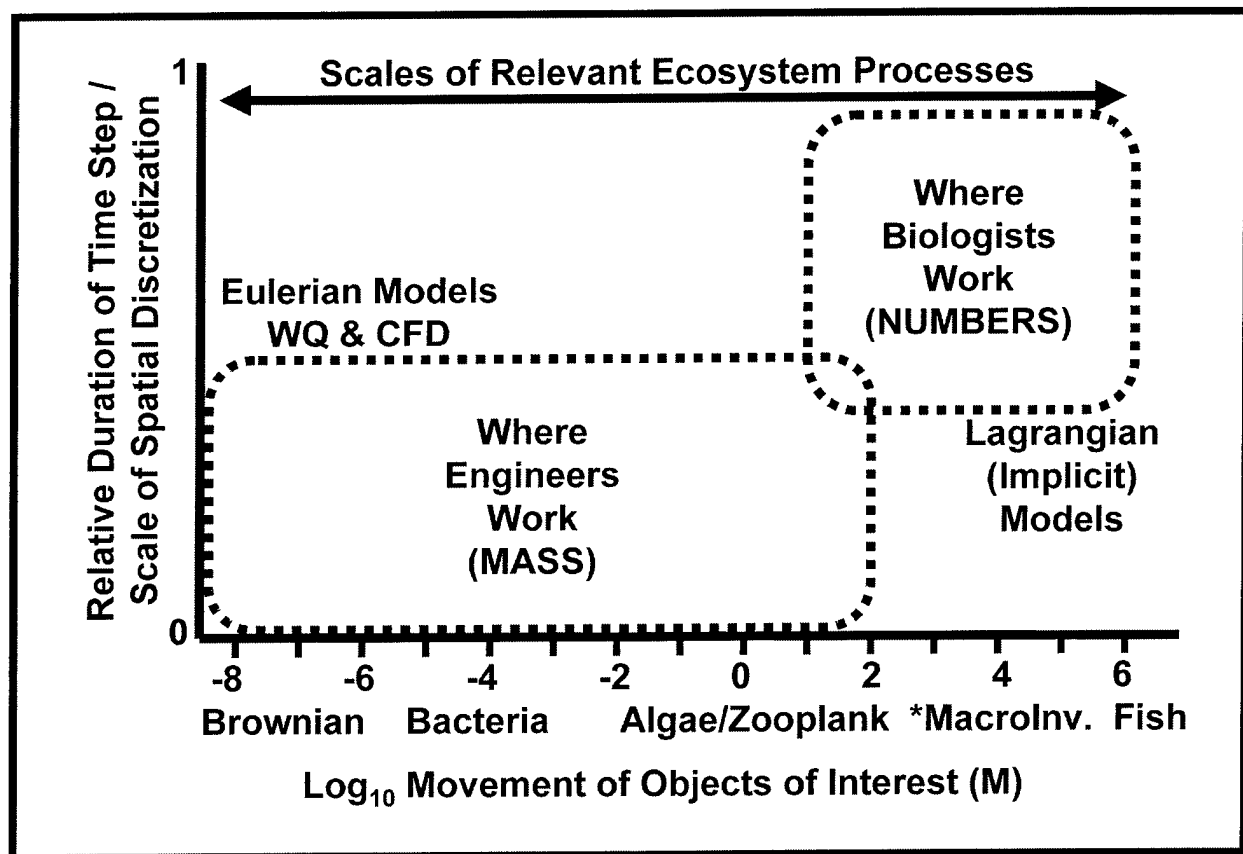 Scales of Relevant Ecosystem Processes
1
Relative Duration of Time Step /
Scale of Spatial Discretization
Where
Biologists
Work
(NUMBERS)
Eulerian Models
WQ & CFD
Where
Engineers
Work
(MASS)
Lagrangian
(Implicit)
Models
0
-8 -6 -4 -2 0 2 4 6
Brownian Bacteria Algae/Zooplank *MacroInv. Fish
Log₁₀ Movement of Objects of Interest (M)